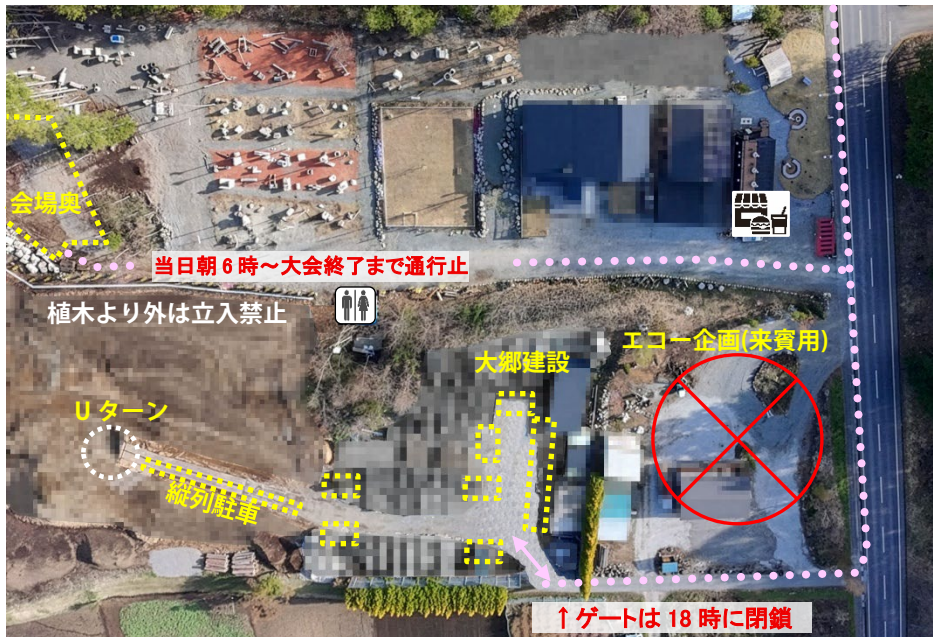 会場奥
当日朝6時～大会終了まで通行止
植木より外は立入禁止
エコー企画(来賓用)
大郷建設
Uターン
縦列駐車
↑ゲートは18時に閉鎖